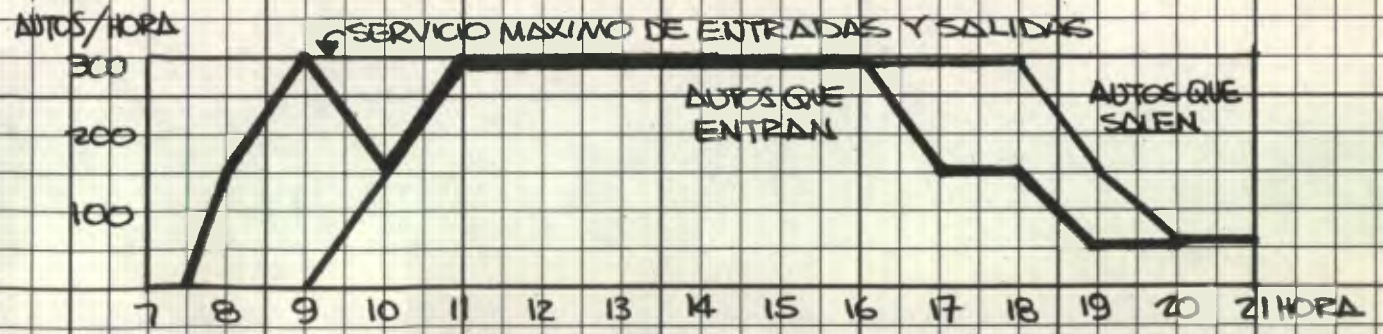 AUTOS/HORA
SERVICIO MAXIMO DE ENTRADAS Y SALIDAS
300
200
100
AUTOS QUE
ENTRAN
AUTOS QUE
SALEN
7 8 9 10 11 12 13 14 15 16 17 18 19 20 21 HORA